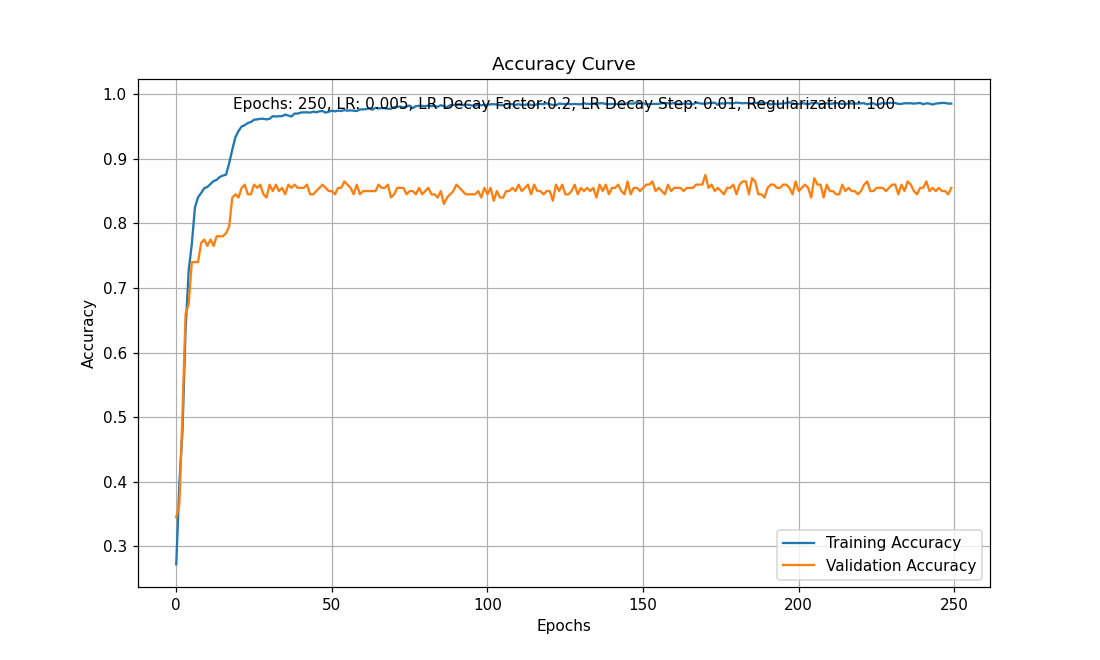 Accuracy Curve
Epochs: 250, LR: 0.005, LR Decay Factor:0.2, LR Decay Step: 0.01, Regularization: 100
1.0
0.9
0.8
0.7
0.6
0.5
0.4
0.3
Accuracy
Training Accuracy
Validation Accuracy
0 50 100 150 200 250
Epochs